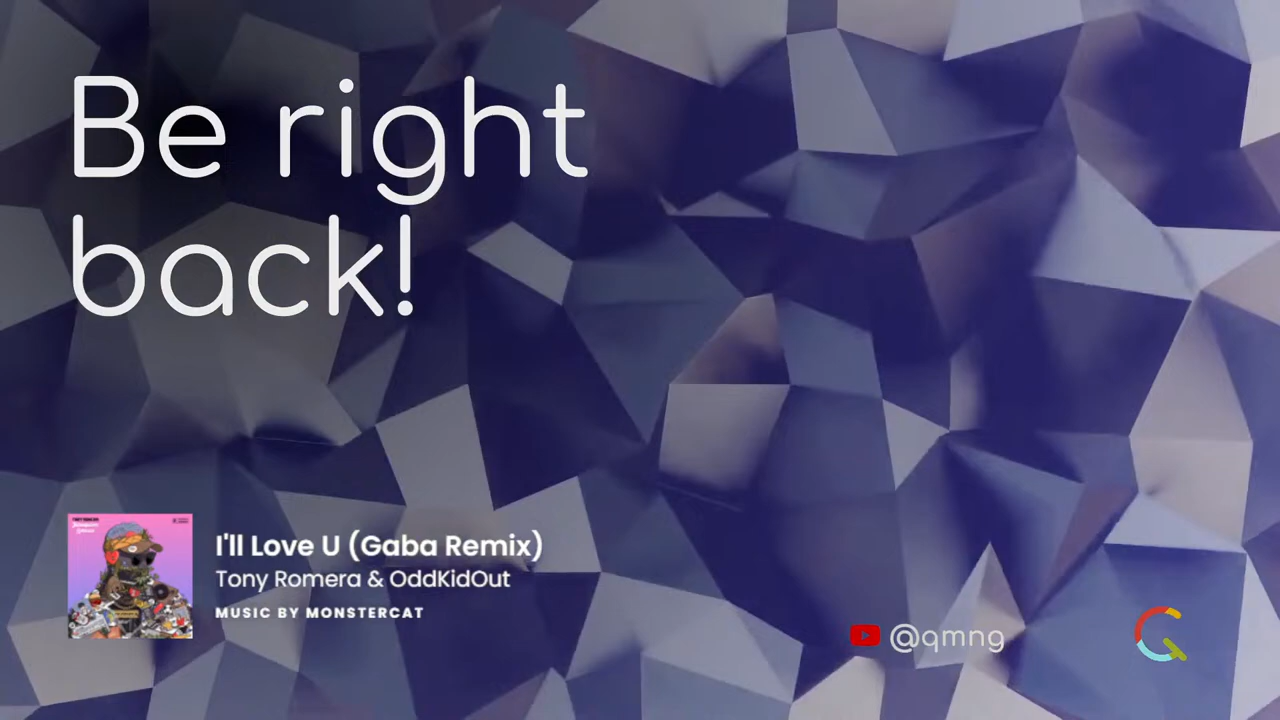 Be right
back!
I'll Love U (Gaba Remix)
Tony Romera & OddKidOut
MUSIC BY MONSTERCAT
@qmng